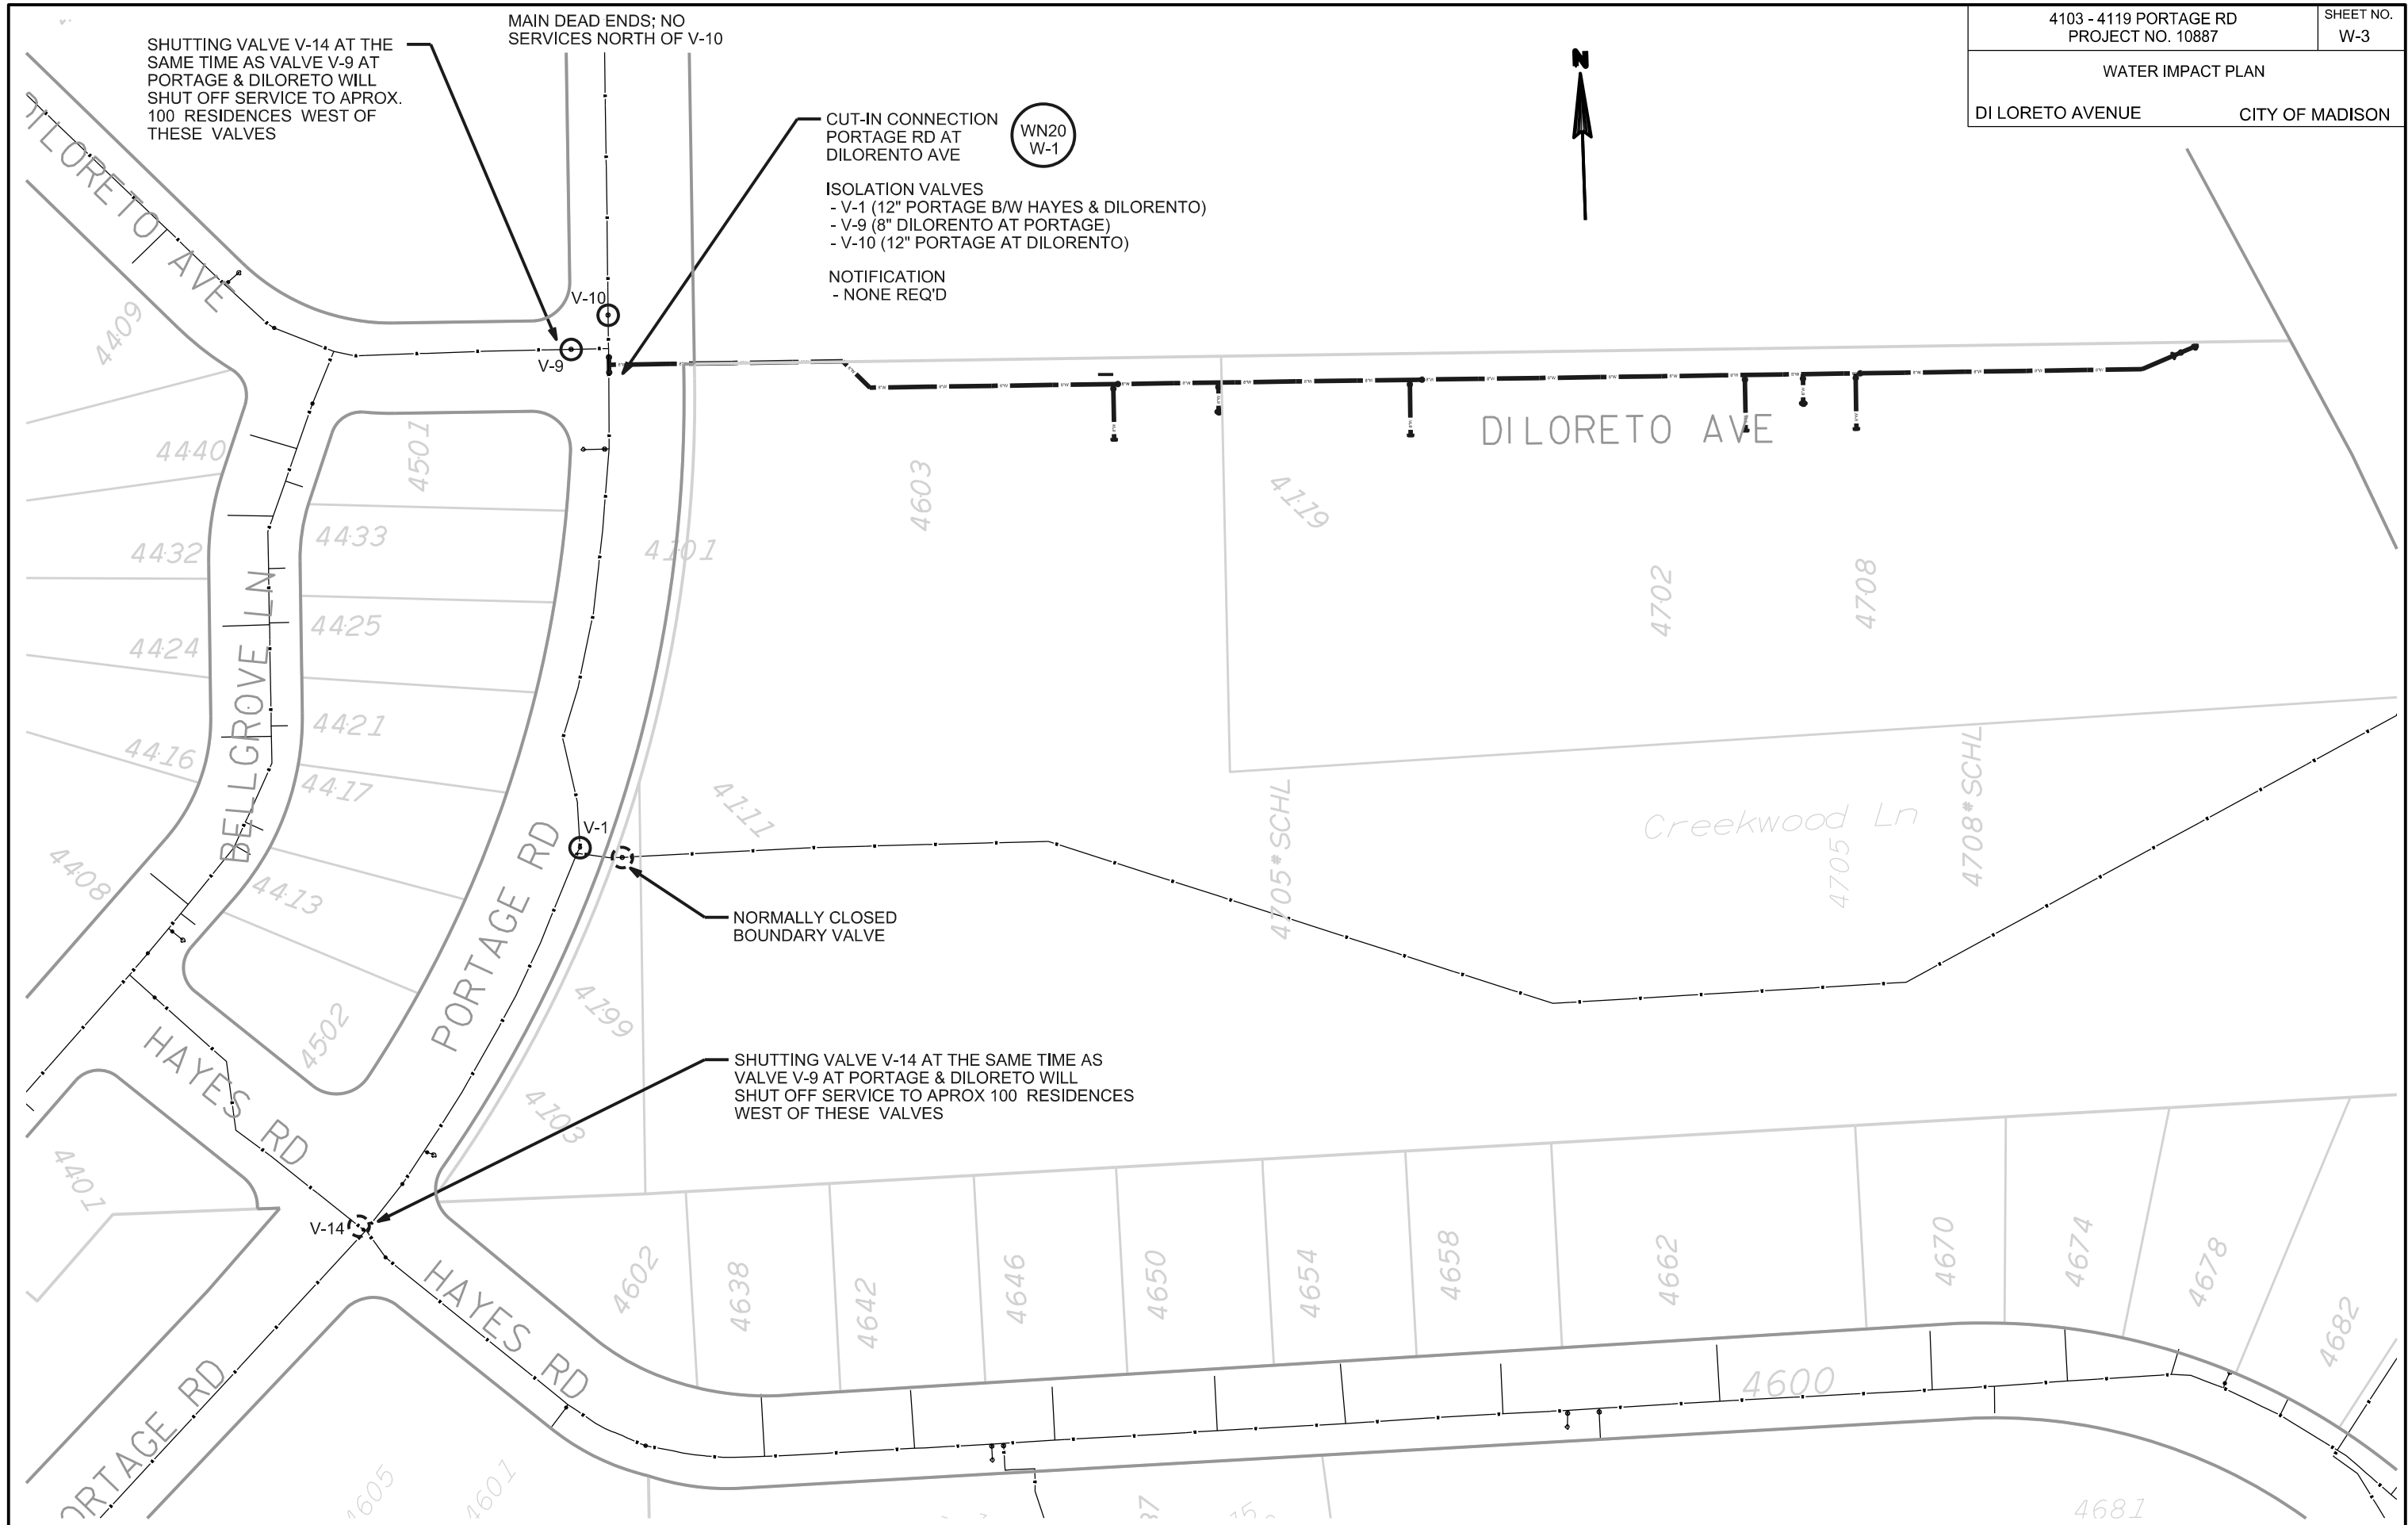 4103 - 4119 PORTAGE RD
PROJECT NO. 10887
SHEET NO.
W-3
WATER IMPACT PLAN
DI LORETO AVENUE
CITY OF MADISON
MAIN DEAD ENDS; NO
SERVICES NORTH OF V-10
SHUTTING VALVE V-14 AT THE
SAME TIME AS VALVE V-9 AT
PORTAGE & DILORETO WILL
SHUT OFF SERVICE TO APROX.
100 RESIDENCES WEST OF
THESE VALVES
N
CUT-IN CONNECTION
PORTAGE RD AT
DILORENTO AVE
WN20
W-1
ISOLATION VALVES
- V-1 (12" PORTAGE B/W HAYES & DILORENTO)
- V-9 (8" DILORENTO AT PORTAGE)
- V-10 (12" PORTAGE AT DILORENTO)
NOTIFICATION
- NONE REQ'D
DILORETO AVE
V-10
V-9
4409
4440
4501
4603
4119
DILORETO AVE
4432
4433
4101
4702
4708
4424
4425
BELLGROVE LN
4416
4421
4417
4111
4705*SCHL
Creekwood Ln
4705
4708*SCHL
V-1
PORTAGE RD
4408
4413
NORMALLY CLOSED
BOUNDARY VALVE
4199
4502
HAYES RD
SHUTTING VALVE V-14 AT THE SAME TIME AS
VALVE V-9 AT PORTAGE & DILORETO WILL
SHUT OFF SERVICE TO APROX 100 RESIDENCES
WEST OF THESE VALVES
4103
4401
V-14
HAYES RD
4602
4638
4642
4646
4650
4654
4658
4662
4670
4674
4678
4682
4600
ORTAGE RD
4605
4601
37
15
4681